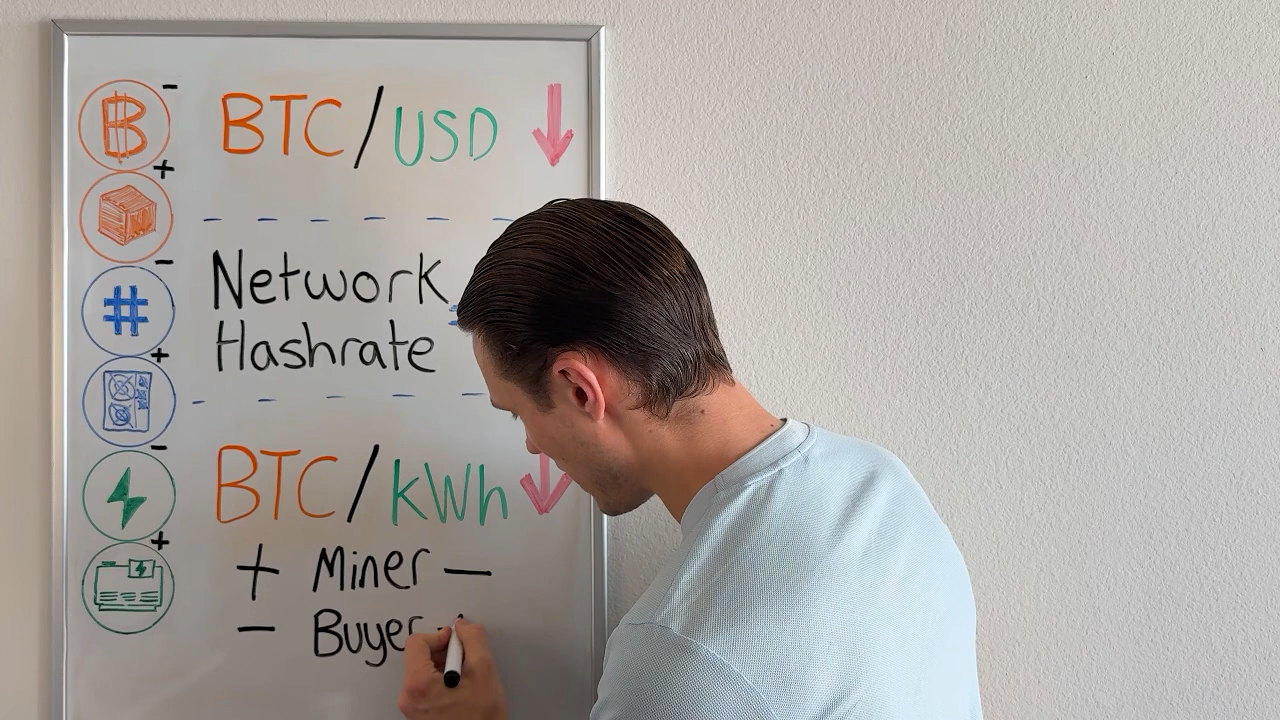 BTC/USD
Network
Hashrate
BTC/kWh
+ Miner —
− Buyer